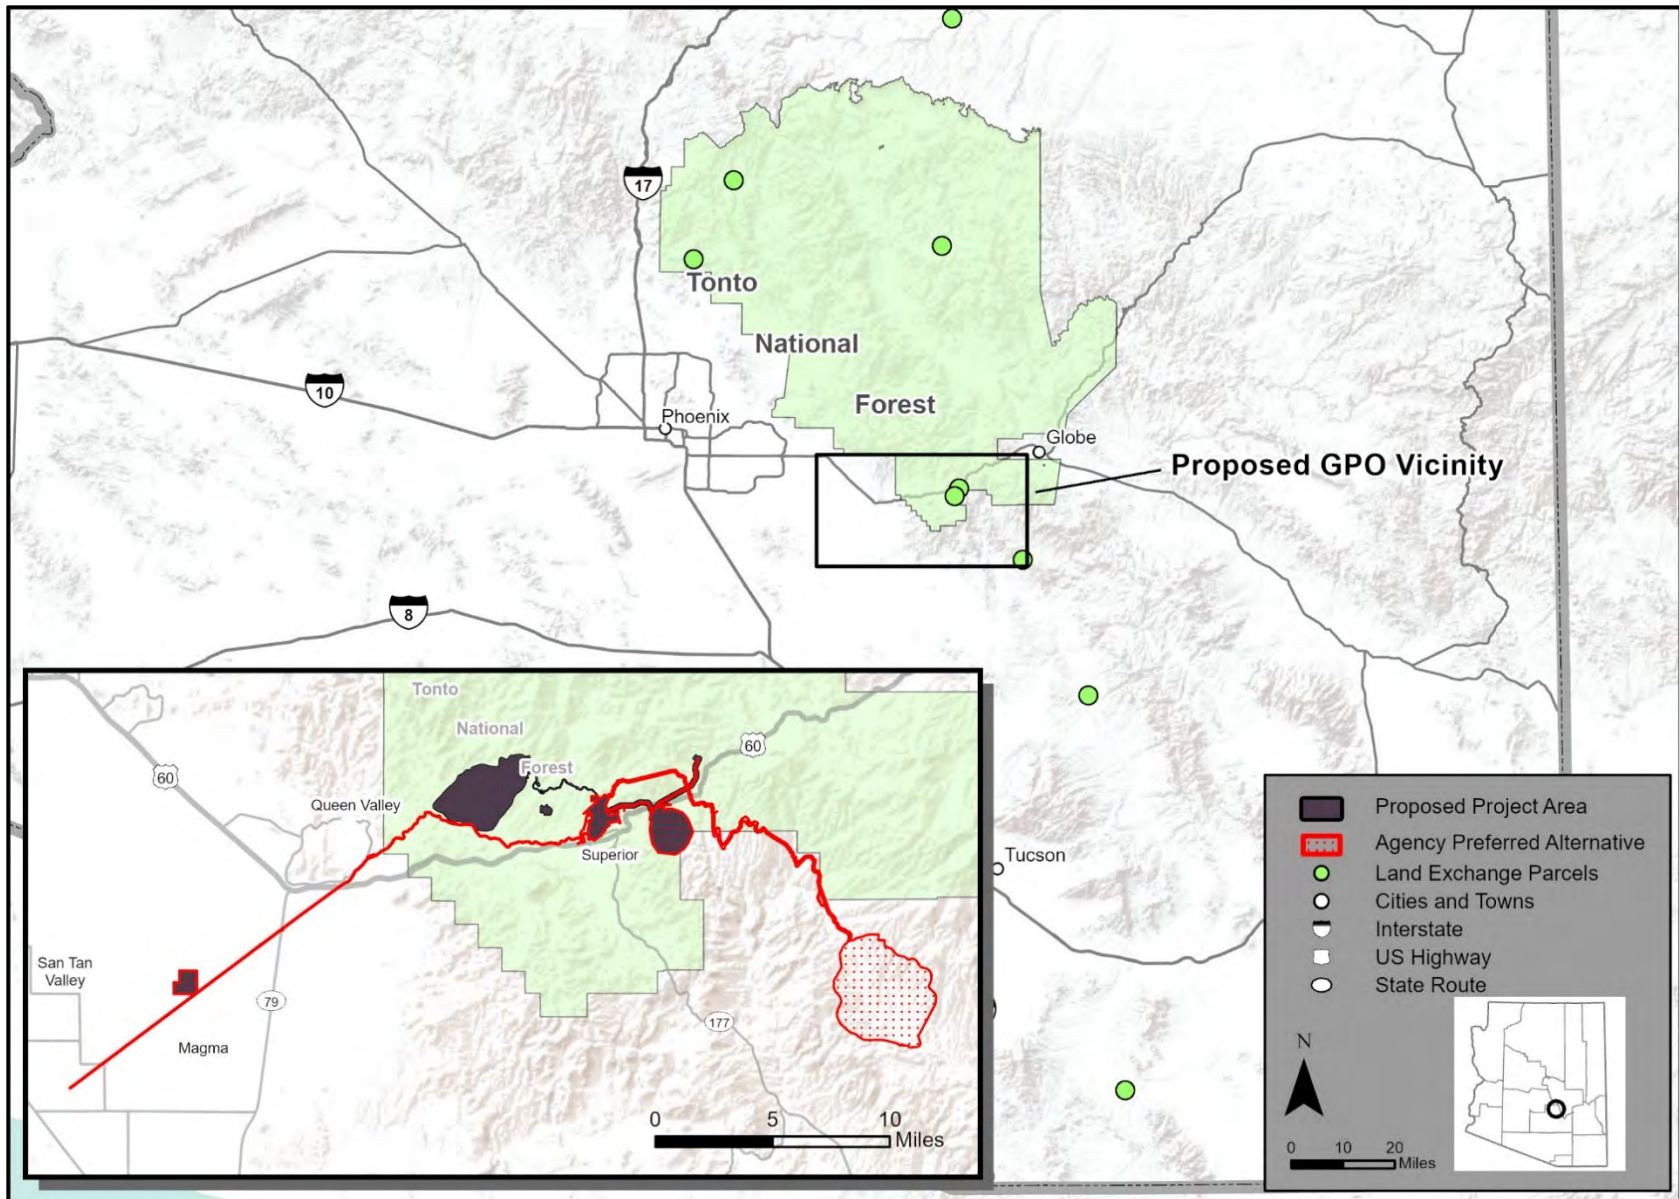 17
Tonto
National
10
Forest
Phoenix
Globe
Proposed GPO Vicinity
8
Tucson
Tonto
National
60
60
Forest
Queen Valley
Superior
San Tan
Valley
79
177
Magma
0 5 10
Miles
Proposed Project Area
Agency Preferred Alternative
Land Exchange Parcels
Cities and Towns
Interstate
US Highway
State Route
N
0 10 20
Miles